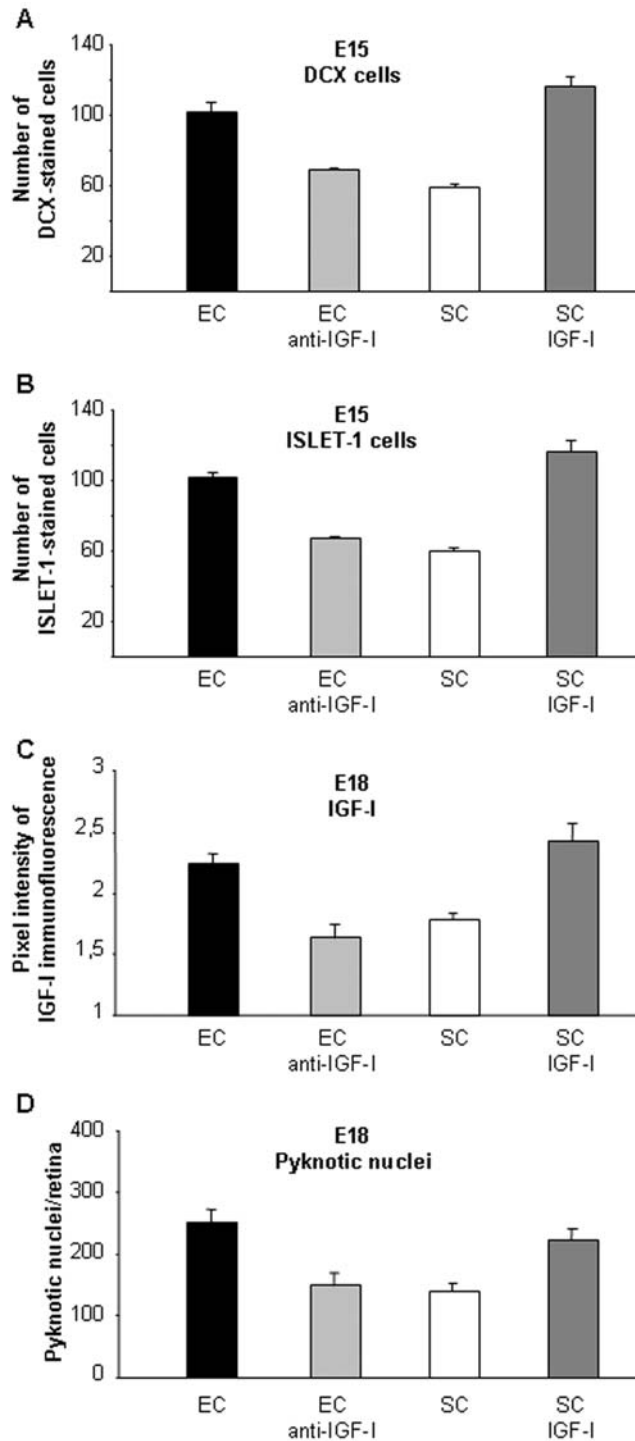 A
E15
DCX cells
Number of
DCX-stained cells
140
100
60
20
EC
EC
anti-IGF-I
SC
SC
IGF-I
B
E15
ISLET-1 cells
Number of
ISLET-1-stained cells
140
100
60
20
EC
EC
anti-IGF-I
SC
SC
IGF-I
C
E18
IGF-I
Pixel intensity of
IGF-I immunofluorescence
3
2,5
2
1,5
1
EC
EC
anti-IGF-I
SC
SC
IGF-I
D
E18
Pyknotic nuclei
Pyknotic nuclei/retina
400
300
200
100
0
EC
EC
anti-IGF-I
SC
SC
IGF-I